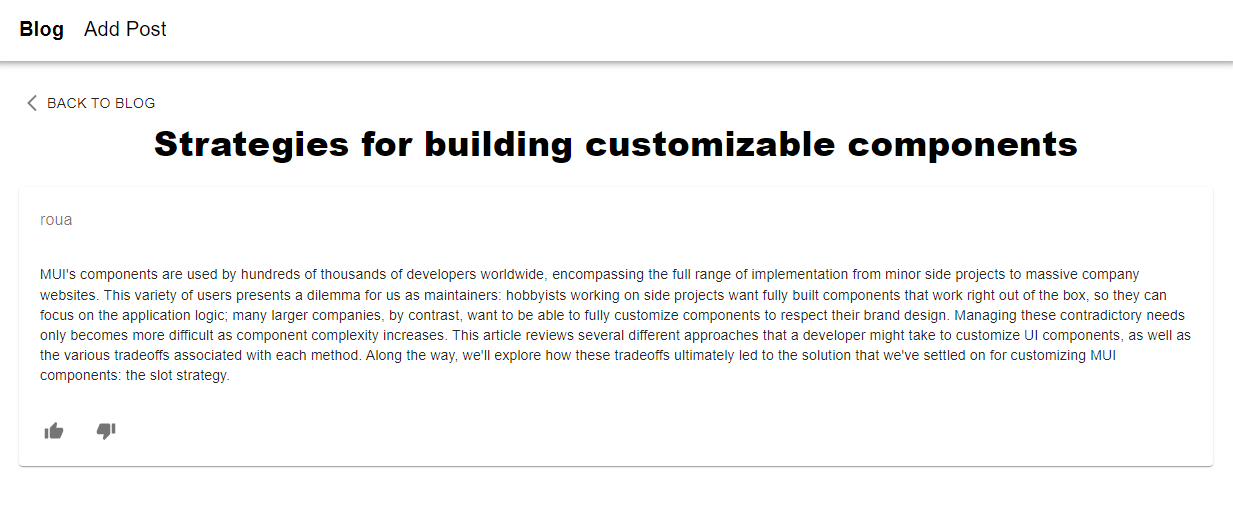 Blog Add Post
BACK TO BLOG
Strategies for building customizable components
roua
MUI's components are used by hundreds of thousands of developers worldwide, encompassing the full range of implementation from minor side projects to massive company
websites. This variety of users presents a dilemma for us as maintainers: hobbyists working on side projects want fully built components that work right out of the box, so they can
focus on the application logic; many larger companies, by contrast, want to be able to fully customize components to respect their brand design. Managing these contradictory needs
only becomes more difficult as component complexity increases. This article reviews several different approaches that a developer might take to customize UI components, as well as
the various tradeoffs associated with each method. Along the way, we'll explore how these tradeoffs ultimately led to the solution that we've settled on for customizing MUI
components: the slot strategy.